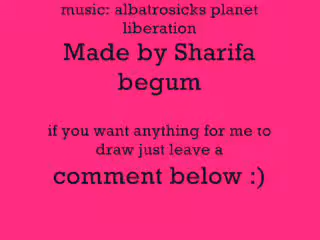 music: albatrosicks planet
liberation
Made by Sharifa
begum
if you want anything for me to
draw just leave a
comment below :)